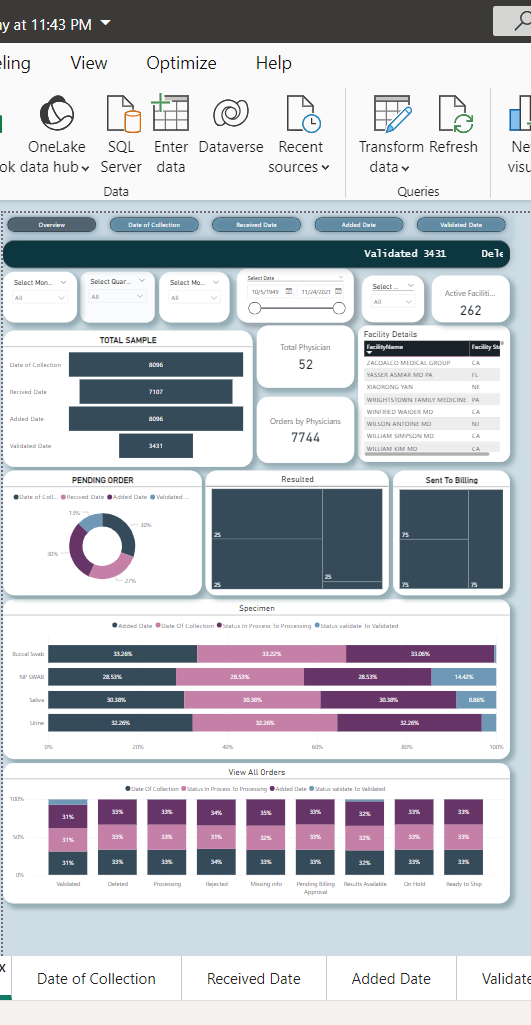 y at 11:43 PM
ling View Optimize Help
OneLake SQL Enter Dataverse Recent Transform Refresh Ne
ok data hub Server data sources data visu
Data Queries
Overview Date of Collection Received Date Added Date Validated Date
Validated 3431 Dele
Select Mon... Select Quar... Select Mo... Select Date Select ...
All All All 10/5/1949 11/24/2021 All
Active Faciliti...
262
TOTAL SAMPLE
Date of Collection 8096
Recived Date 7107
Added Date 8096
Validated Date 3431
Total Physician
52
Orders by Physicians
7744
Facility Details
FacilityName Facility Sta
ZACOALCO MEDICAL GROUP CA
YASSER ASMAR MD PA FL
XIAORONG YAN NE
WRIGHTSTOWN FAMILY MEDICINE PA
WINFRIED WAIDER MD CA
WILSON ANTOINE MD NJ
WILLIAM SIMPSON MD CA
WILLIAM KIM MD CA
PENDING ORDER
Date of Coll... Recived Date Added Date Validated ...
13%
30%
30%
27%
Resulted
25
25
25
Sent To Billing
75
75 75
Specimen
Added Date Date Of Collection Status In Process To Processing Status validate To Validated
Buccal Swab 33.26% 33.22% 33.06%
NP SWAB 28.53% 28.53% 28.53% 14.42%
Saliva 30.38% 30.38% 30.38% 8.86%
Urine 32.26% 32.26% 32.26%
0% 20% 40% 60% 80% 100%
View All Orders
Date Of Collection Status In Process To Processing Added Date Status validate To Validated
100%
31% 33% 33% 34% 35% 33% 32% 33% 33%
50%
31% 33% 33% 31% 32% 33% 32% 33% 33%
31% 33% 33% 34% 33% 33% 32% 33% 33%
0%
Validated Deleted Processing Rejected Missing info Pending Billing Results Available On Hold Ready to Ship
Approval
x Date of Collection Received Date Added Date Validate